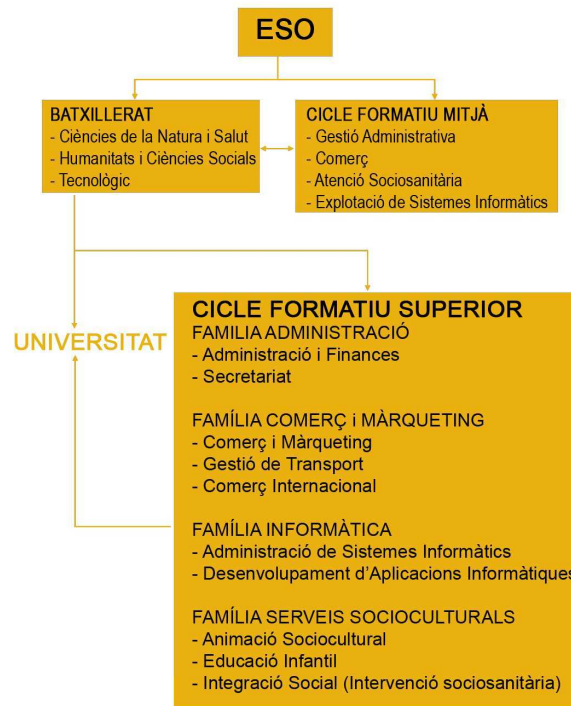 ESO
BATXILLERAT
- Ciències de la Natura i Salut
- Humanitats i Ciències Socials
- Tecnològic
CICLE FORMATIU MITJÀ
- Gestió Administrativa
- Comerç
- Atenció Sociosanitària
- Explotació de Sistemes Informàtics
UNIVERSITAT
CICLE FORMATIU SUPERIOR
FAMILIA ADMINISTRACIÓ
- Administració i Finances
- Secretariat
FAMÍLIA COMERÇ i MÀRQUETING
- Comerç i Màrqueting
- Gestió de Transport
- Comerç Internacional
FAMÍLIA INFORMÀTICA
- Administració de Sistemes Informàtics
- Desenvolupament d'Aplicacions Informàtiques
FAMÍLIA SERVEIS SOCIOCULTURALS
- Animació Sociocultural
- Educació Infantil
- Integració Social (Intervenció sociosanitària)